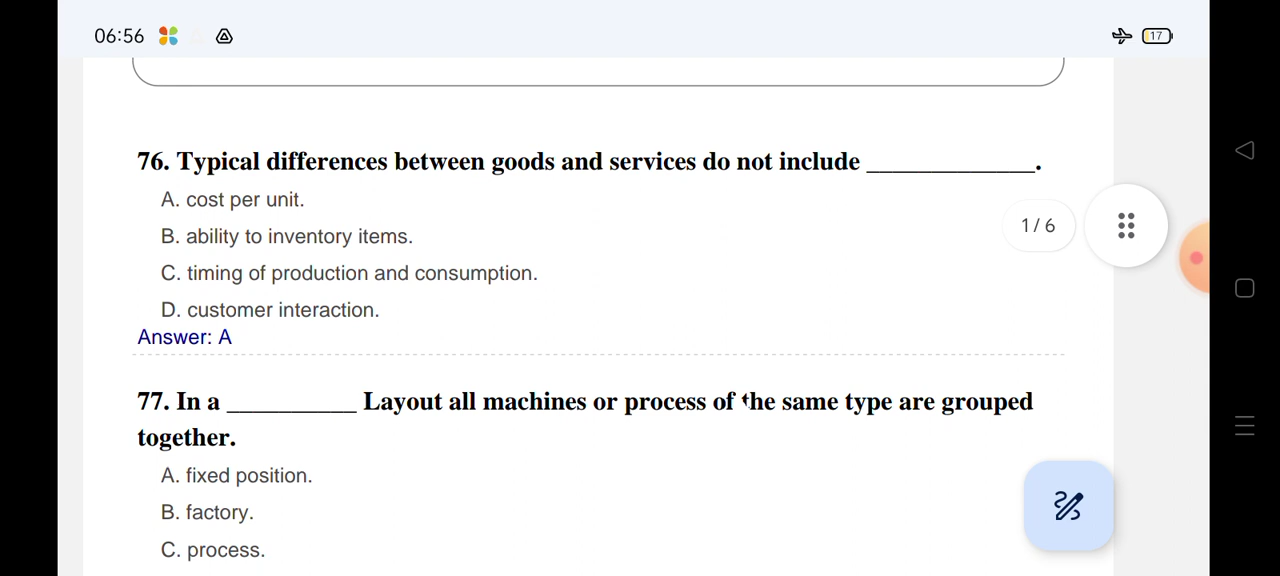 06:56
17
76. Typical differences between goods and services do not include ______________.
A. cost per unit.
1 / 6
B. ability to inventory items.
C. timing of production and consumption.
D. customer interaction.
Answer: A
77. In a ___________ Layout all machines or process of the same type are grouped
together.
A. fixed position.
B. factory.
C. process.